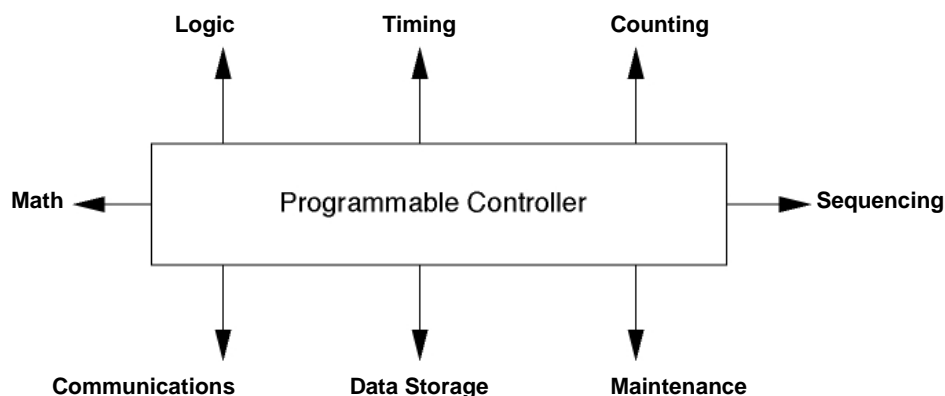 Logic
Timing
Counting
Math
Programmable Controller
Sequencing
Communications
Data Storage
Maintenance